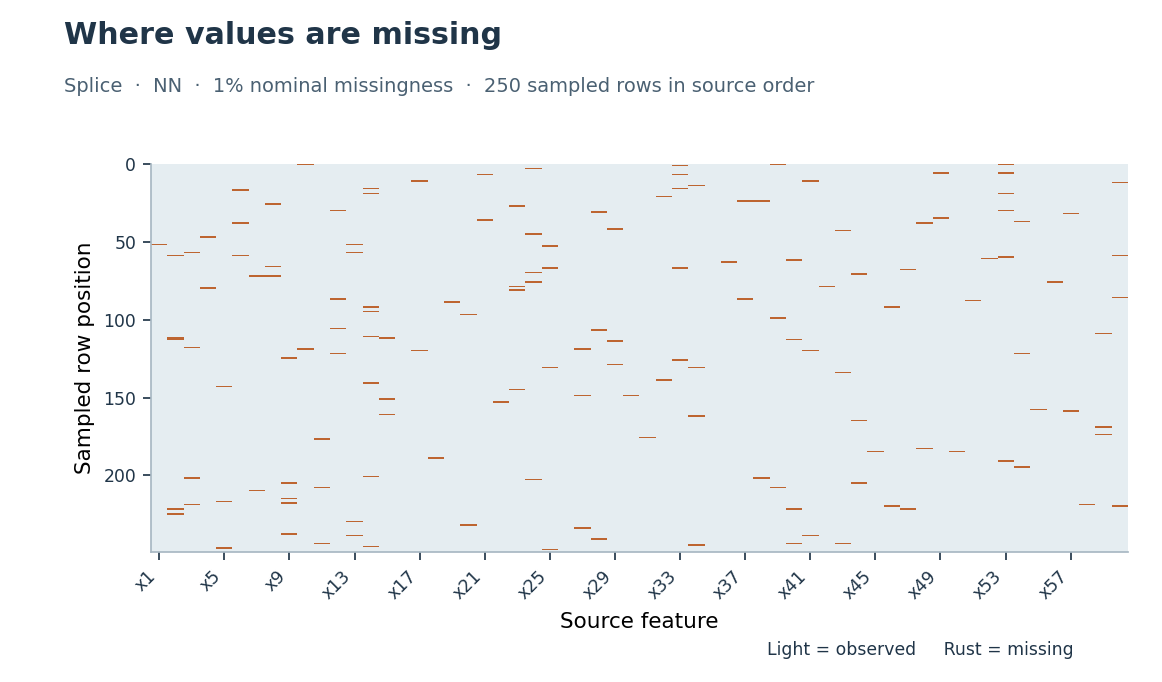 Where values are missing
Splice · NN · 1% nominal missingness · 250 sampled rows in source order
0
50
100
150
200
Sampled row position
x1 x5 x9 x13 x17 x21 x25 x29 x33 x37 x41 x45 x49 x53 x57
Source feature
Light = observed Rust = missing